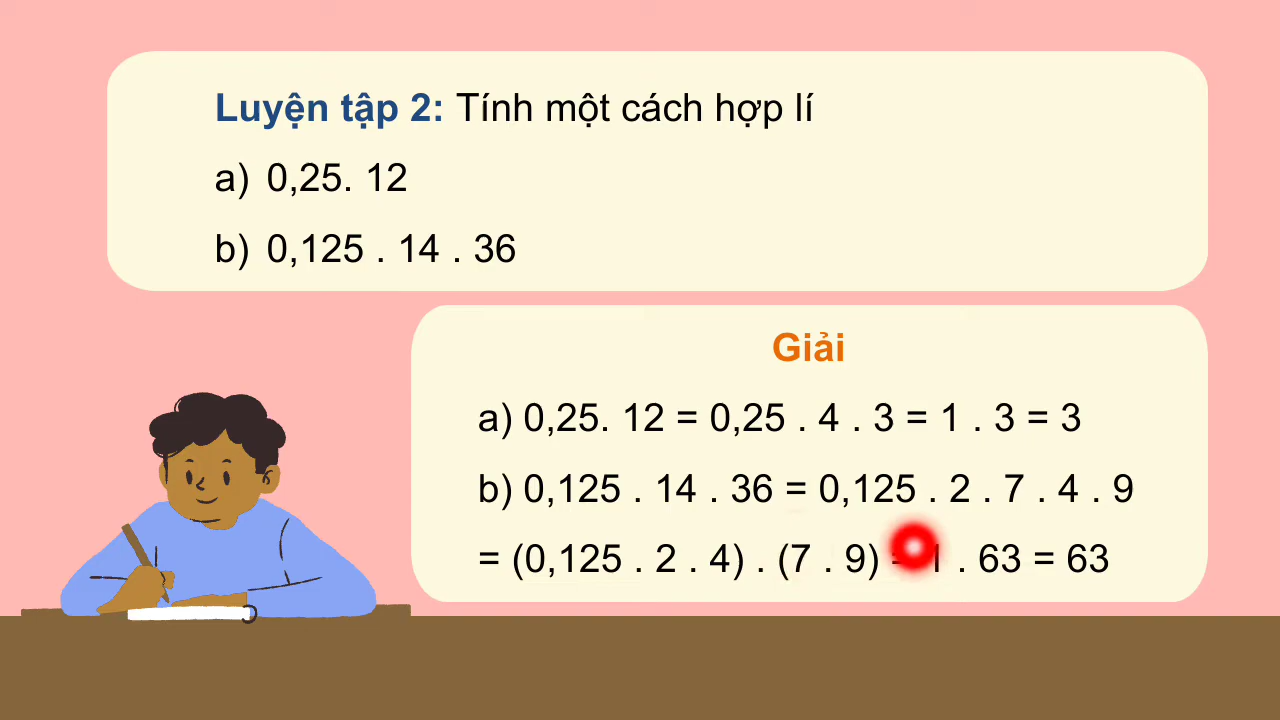 Luyện tập 2: Tính một cách hợp lí
a) 0,25. 12
b) 0,125 . 14 . 36
Giải
a) 0,25. 12 = 0,25 . 4 . 3 = 1 . 3 = 3
b) 0,125 . 14 . 36 = 0,125 . 2 . 7 . 4 . 9
= (0,125 . 2 . 4) . (7 . 9) = 1 . 63 = 63